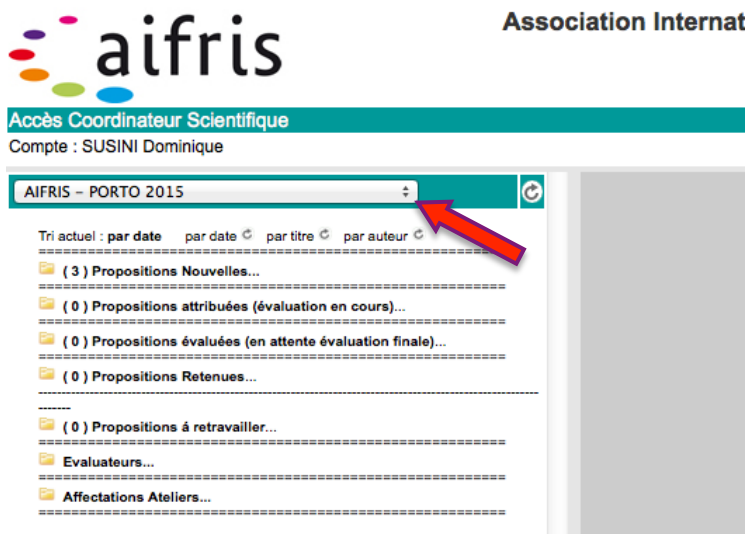 Association Internat
aifris
Accès Coordinateur Scientifique
Compte : SUSINI Dominique
AIFRIS – PORTO 2015
Tri actuel : par date par date par titre par auteur
==========================================================
( 3 ) Propositions Nouvelles...
==========================================================
( 0 ) Propositions attribuées (évaluation en cours)...
==========================================================
( 0 ) Propositions évaluées (en attente évaluation finale)...
==========================================================
( 0 ) Propositions Retenues...
----------------------------------------------------------------------------------------------------
-------
( 0 ) Propositions á retravailler...
==========================================================
Evaluateurs...
==========================================================
Affectations Ateliers...
==========================================================